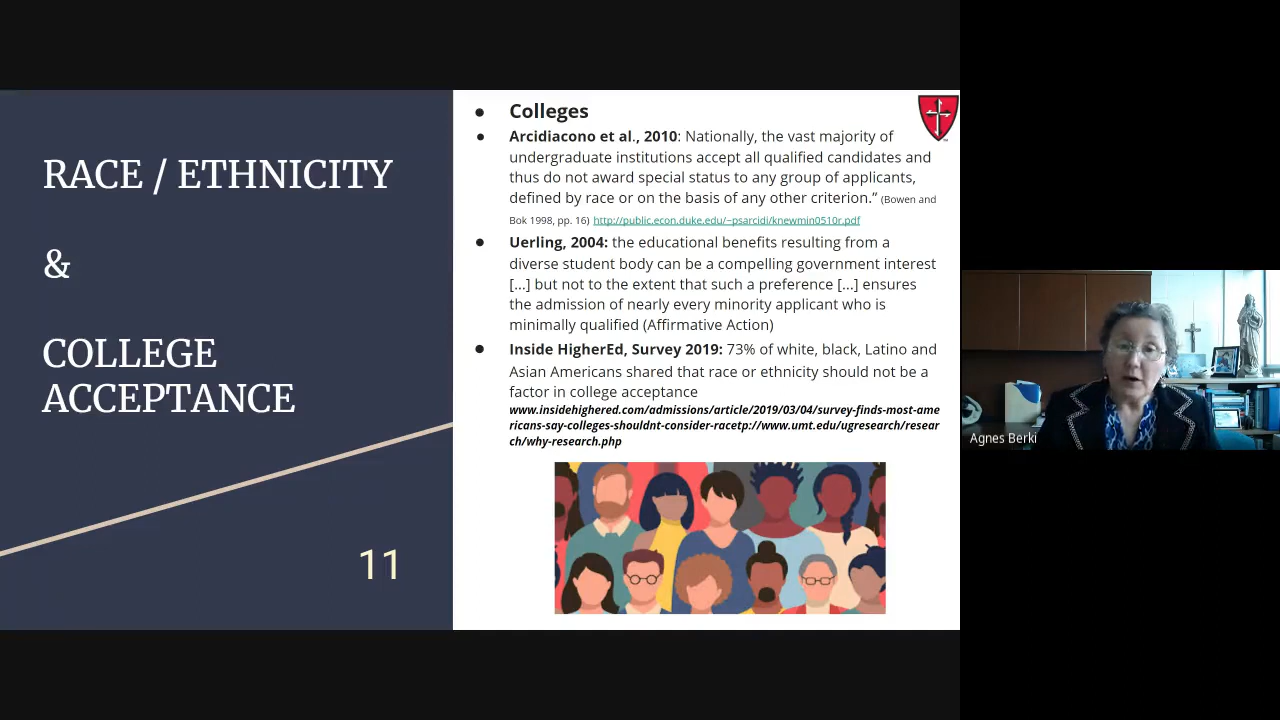 RACE / ETHNICITY
&
COLLEGE
ACCEPTANCE
11
● Colleges
● Arcidiacono et al., 2010: Nationally, the vast majority of
undergraduate institutions accept all qualified candidates and
thus do not award special status to any group of applicants,
defined by race or on the basis of any other criterion.” (Bowen and
Bok 1998, pp. 16) http://public.econ.duke.edu/~psarcidi/knewmin0510r.pdf
● Uerling, 2004: the educational benefits resulting from a
diverse student body can be a compelling government interest
[...] but not to the extent that such a preference [...] ensures
the admission of nearly every minority applicant who is
minimally qualified (Affirmative Action)
● Inside HigherEd, Survey 2019: 73% of white, black, Latino and
Asian Americans shared that race or ethnicity should not be a
factor in college acceptance
www.insidehighered.com/admissions/article/2019/03/04/survey-finds-most-ame
ricans-say-colleges-shouldnt-consider-racetp://www.umt.edu/ugresearch/resear
ch/why-research.php
Agnes Berki